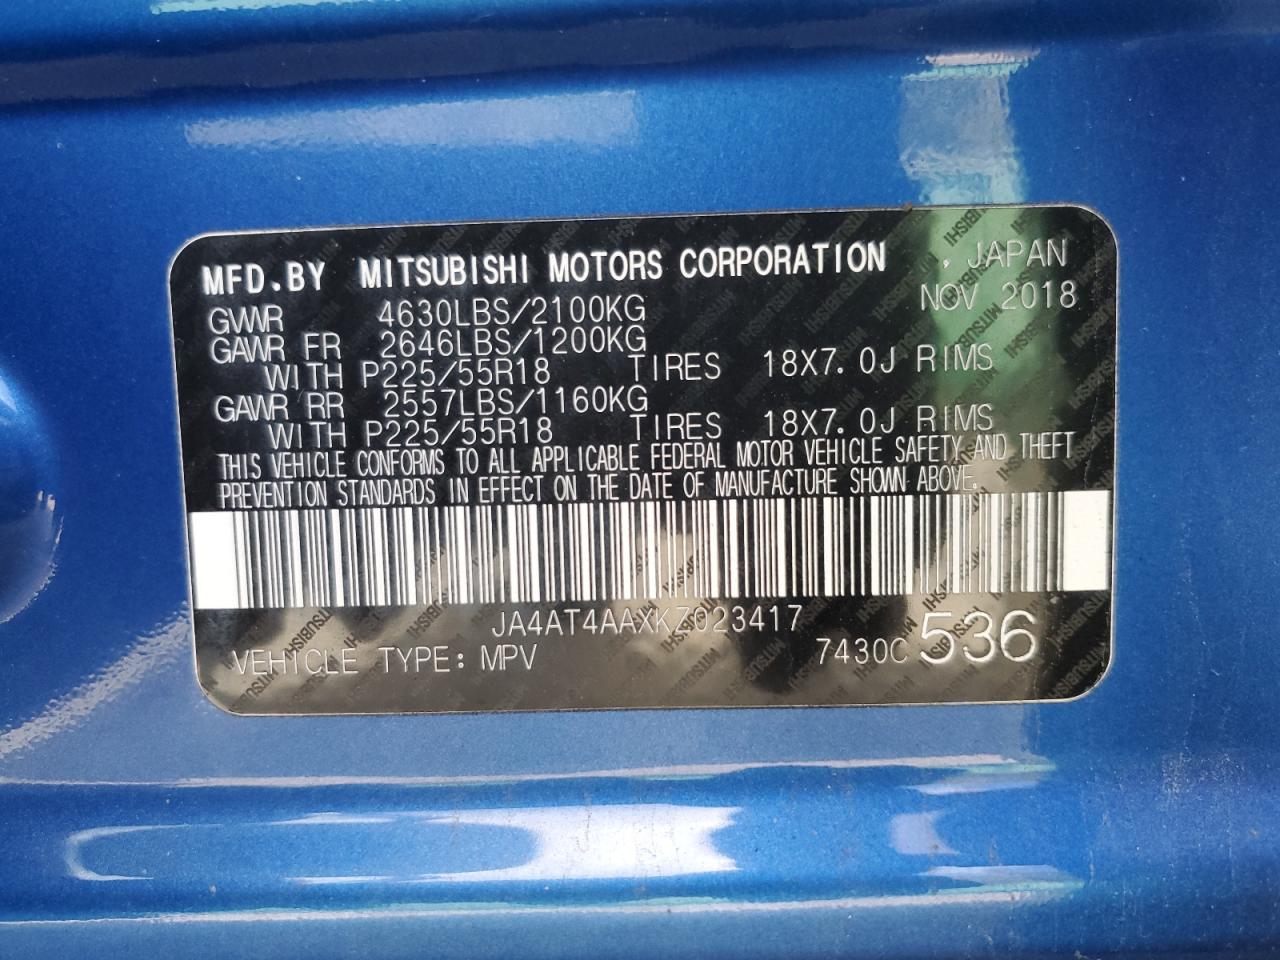 MFD.BY MITSUBISHI MOTORS CORPORATION , JAPAN
NOV 2018
GWR 4630LBS/2100KG
GAWR FR 2646LBS/1200KG
WITH P225/55R18 TIRES 18X7.0J RIMS
GAWR RR 2557LBS/1160KG
WITH P225/55R18 TIRES 18X7.0J RIMS
THIS VEHICLE CONFORMS TO ALL APPLICABLE FEDERAL MOTOR VEHICLE SAFETY AND THEFT
PREVENTION STANDARDS IN EFFECT ON THE DATE OF MANUFACTURE SHOWN ABOVE.
JA4AT4AAXKZ023417
VEHICLE TYPE: MPV 7430C 536